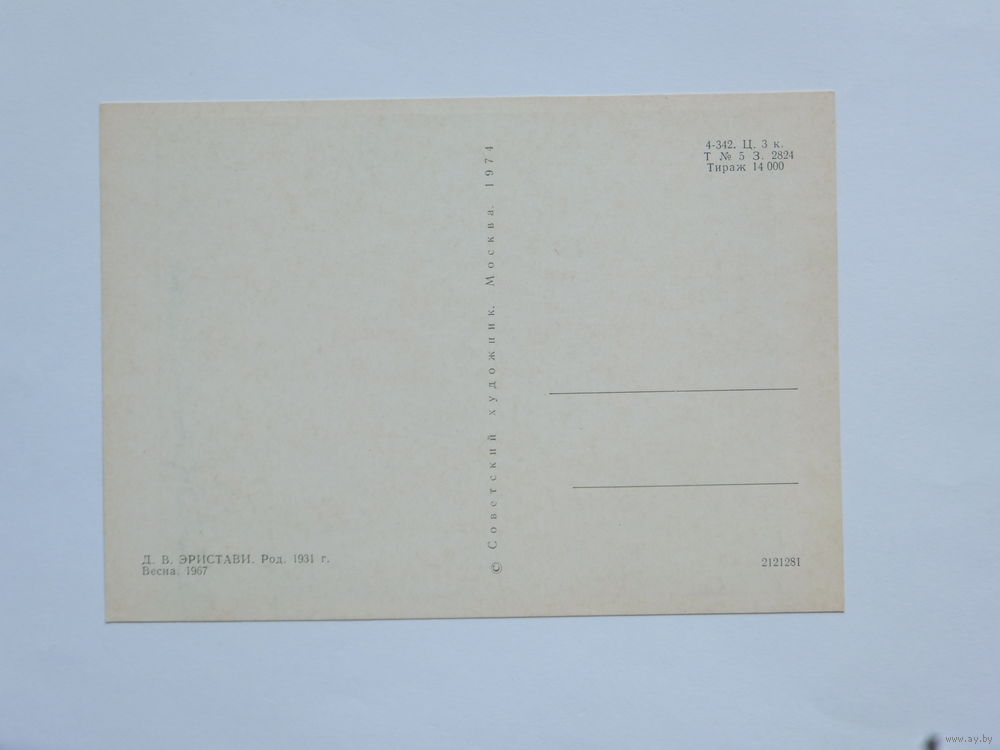 4-342. Ц. 3 к.
Т № 5 З. 2824
Тираж 14 000
© Советский художник. Москва. 1974
Д. В. ЭРИСТАВИ. Род. 1931 г.
Весна. 1967
2121281
www.ay.by